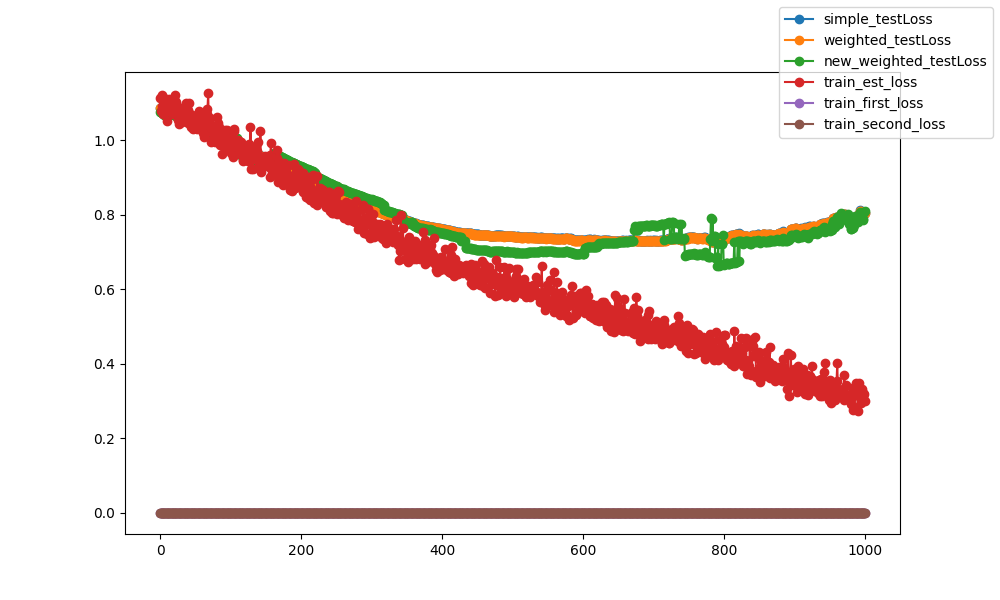 simple_testLoss
weighted_testLoss
new_weighted_testLoss
train_est_loss
train_first_loss
train_second_loss
1.0
0.8
0.6
0.4
0.2
0.0
0 200 400 600 800 1000